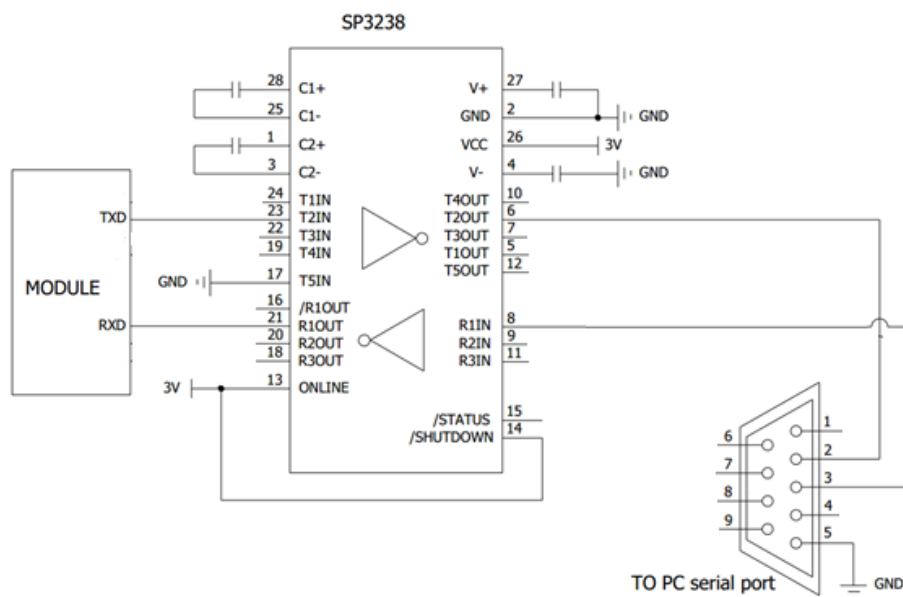 SP3238
28 C1+ V+ 27
25 C1- GND 2 GND
1 C2+ VCC 26 3V
3 C2- V- 4 GND
24 T1IN T4OUT 10
TXD 23 T2IN T2OUT 6
22 T3IN T3OUT 7
19 T4IN T1OUT 5
T5OUT 12
GND 17 T5IN
MODULE
16 /R1OUT
RXD 21 R1OUT R1IN 8
20 R2OUT R2IN 9
18 R3OUT R3IN 11
3V 13 ONLINE
/STATUS 15
/SHUTDOWN 14
1
6
2
7
3
8
4
9
5
TO PC serial port GND